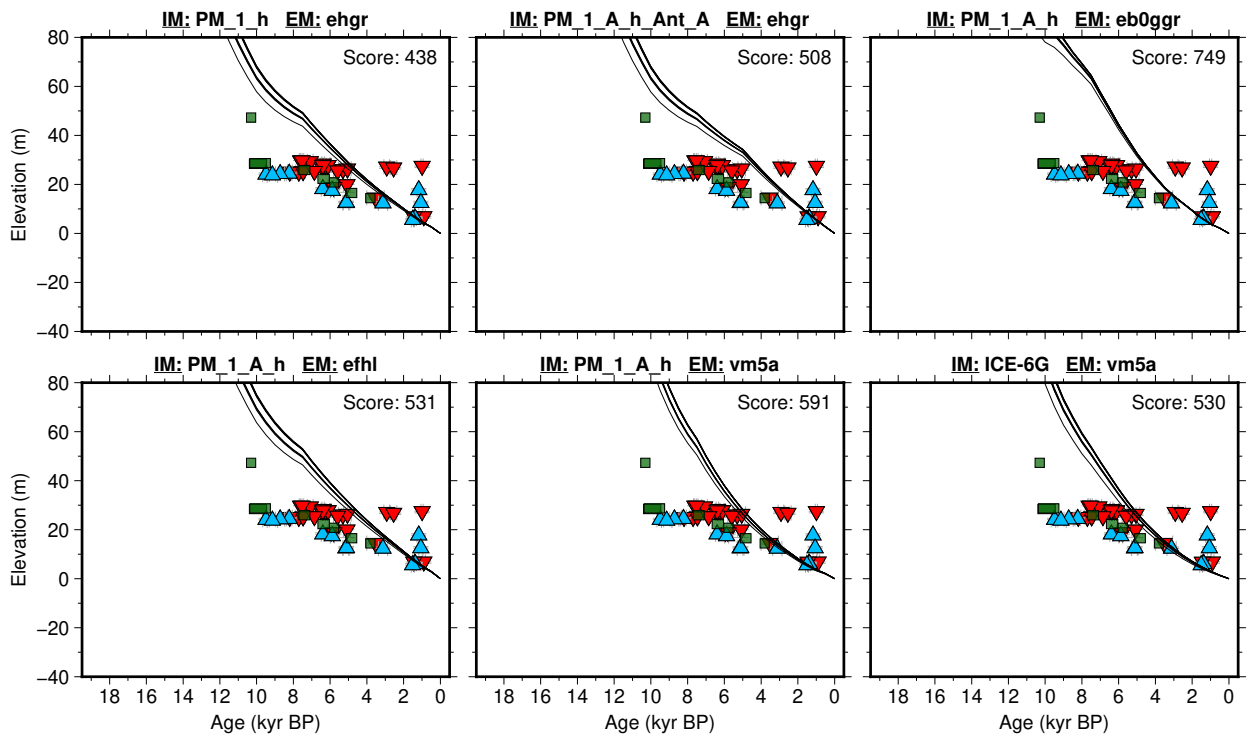 IM: PM_1_h EM: ehgr
IM: PM_1_A_h_Ant_A EM: ehgr
IM: PM_1_A_h EM: eb0ggr
80
60
40
20
0
−20
−40
Elevation (m)
Score: 438
Score: 508
Score: 749
IM: PM_1_A_h EM: efhl
IM: PM_1_A_h EM: vm5a
IM: ICE-6G EM: vm5a
80
60
40
20
0
−20
−40
Elevation (m)
Score: 531
Score: 591
Score: 530
18 16 14 12 10 8 6 4 2 0
18 16 14 12 10 8 6 4 2 0
18 16 14 12 10 8 6 4 2 0
Age (kyr BP)
Age (kyr BP)
Age (kyr BP)